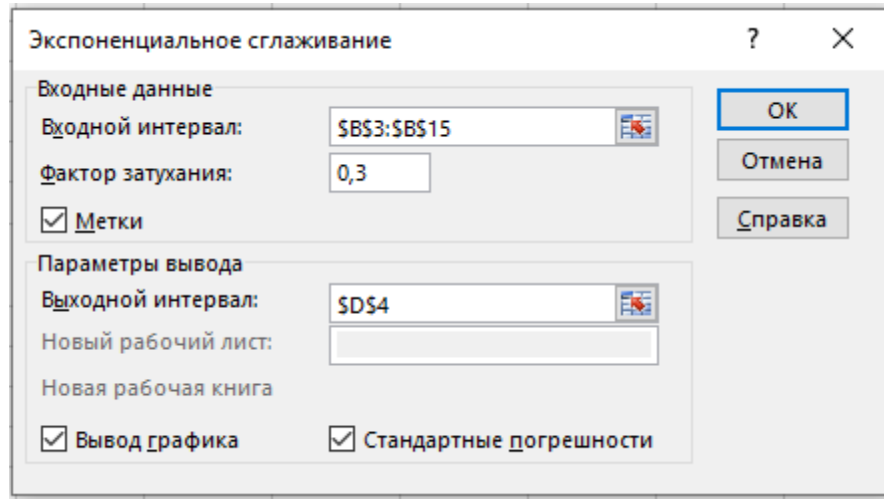 Экспоненциальное сглаживание ? ×
Входные данные
Входной интервал: $B$3:$B$15
Фактор затухания: 0,3
Метки
Параметры вывода
Выходной интервал: $D$4
Новый рабочий лист:
Новая рабочая книга
Вывод графика Стандартные погрешности
ОК
Отмена
Справка